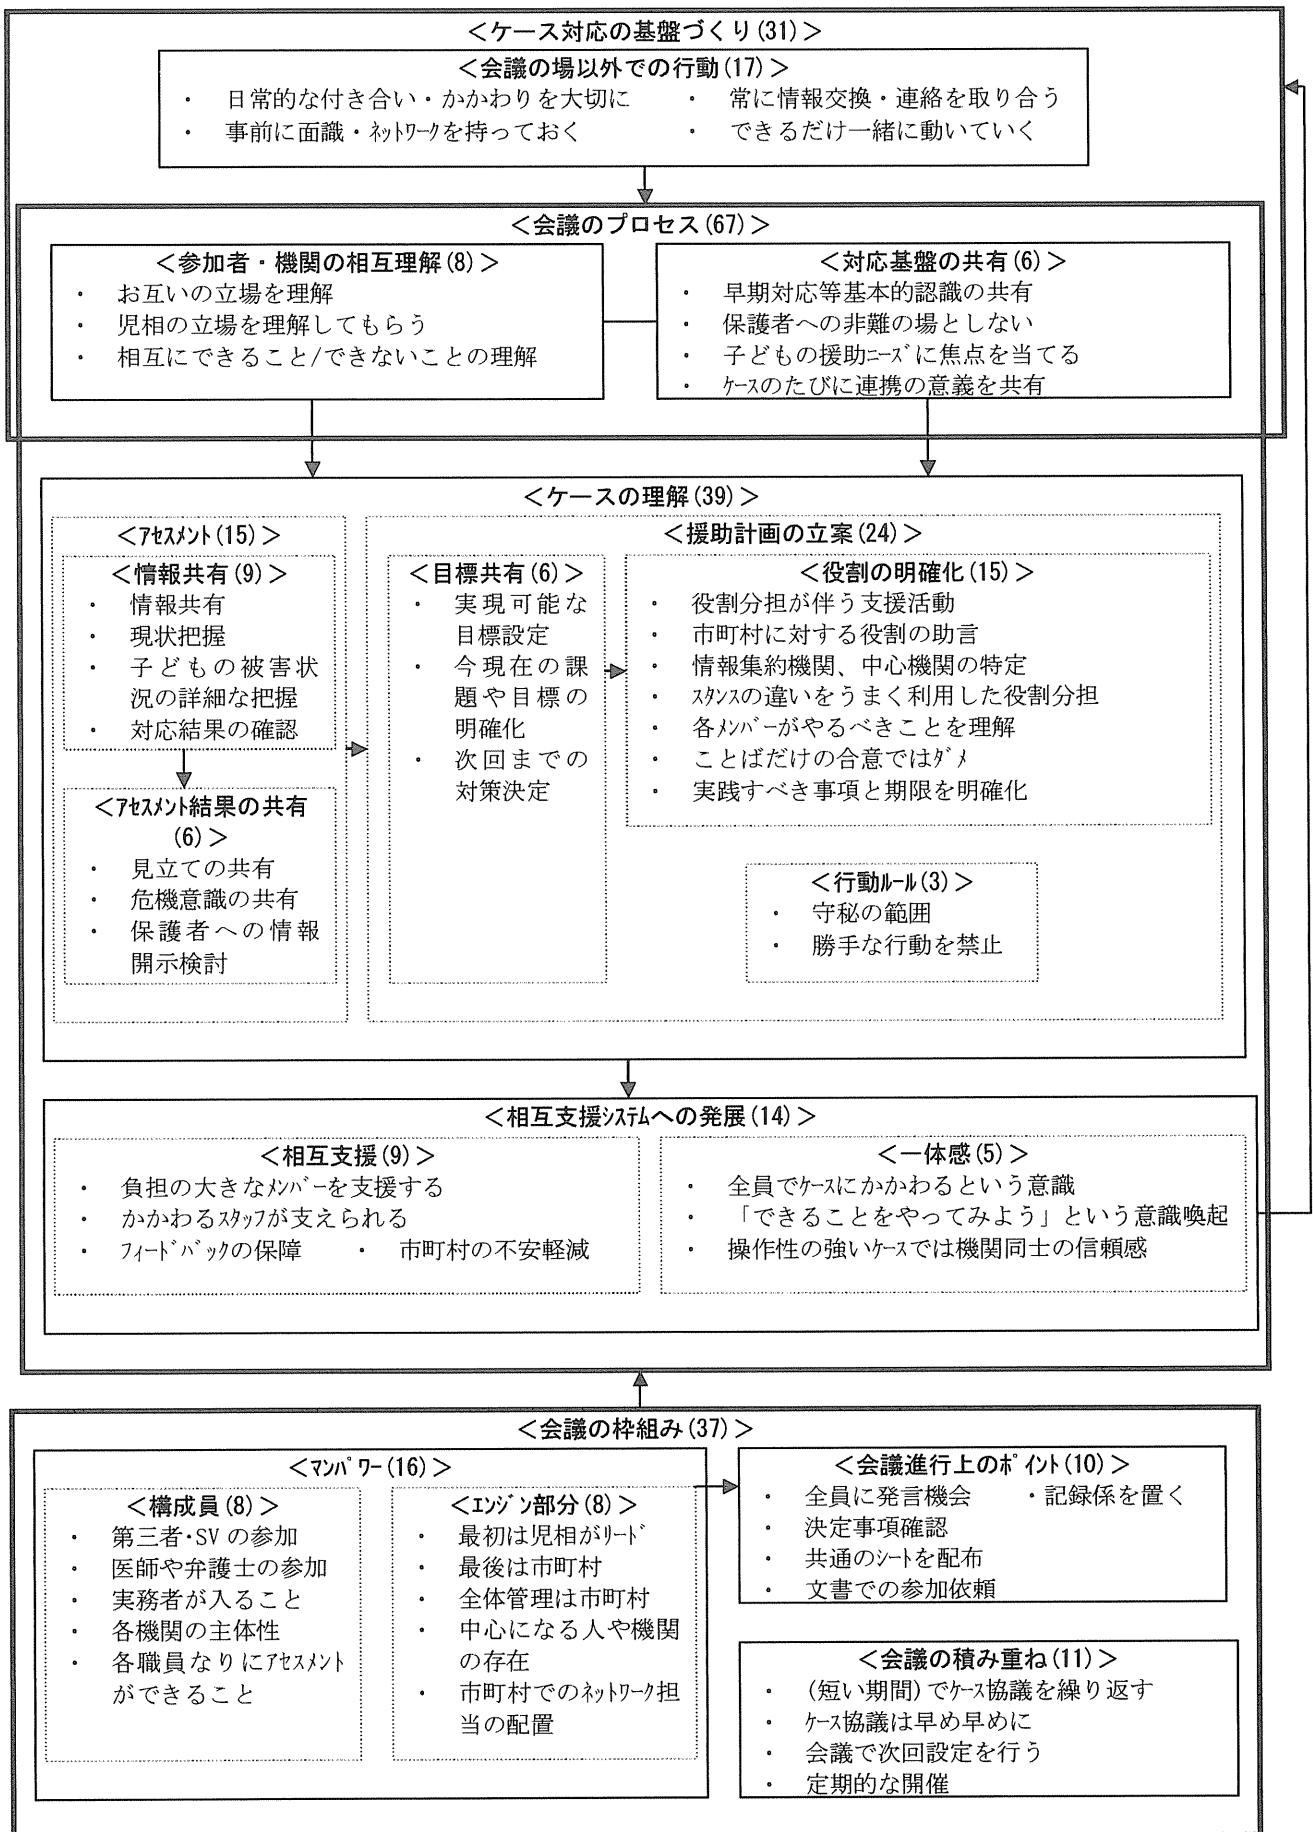 ＜ケース対応の基盤づくり(31)＞
＜会議の場以外での行動(17)＞
・ 日常的な付き合い・かかわりを大切に
・ 事前に面識・ﾈｯﾄﾜｰｸを持っておく
・ 常に情報交換・連絡を取り合う
・ できるだけ一緒に動いていく
＜会議のプロセス(67)＞
＜参加者・機関の相互理解(8)＞
・ お互いの立場を理解
・ 児相の立場を理解してもらう
・ 相互にできること/できないことの理解
＜対応基盤の共有(6)＞
・ 早期対応等基本的認識の共有
・ 保護者への非難の場としない
・ 子どもの援助ﾆｰｽﾞに焦点を当てる
・ ｹｰｽのたびに連携の意義を共有
＜ケースの理解(39)＞
＜ｱｾｽﾒﾝﾄ(15)＞
＜情報共有(9)＞
・ 情報共有
・ 現状把握
・ 子どもの被害状
況の詳細な把握
・ 対応結果の確認
＜ｱｾｽﾒﾝﾄ結果の共有
(6)＞
・ 見立ての共有
・ 危機意識の共有
・ 保護者への情報
開示検討
＜援助計画の立案(24)＞
＜目標共有(6)＞
・ 実現可能な
目標設定
・ 今現在の課
題や目標の
明確化
・ 次回までの
対策決定
＜役割の明確化(15)＞
・ 役割分担が伴う支援活動
・ 市町村に対する役割の助言
・ 情報集約機関、中心機関の特定
・ ｽﾀﾝｽの違いをうまく利用した役割分担
・ 各ﾒﾝﾊﾞｰがやるべきことを理解
・ ことばだけの合意ではﾀﾞﾒ
・ 実践すべき事項と期限を明確化
＜行動ﾙｰﾙ(3)＞
・ 守秘の範囲
・ 勝手な行動を禁止
＜相互支援ｼｽﾃﾑへの発展(14)＞
＜相互支援(9)＞
・ 負担の大きなﾒﾝﾊﾞｰを支援する
・ かかわるｽﾀｯﾌが支えられる
・ ﾌｨｰﾄﾞﾊﾞｯｸの保障 ・ 市町村の不安軽減
＜一体感(5)＞
・ 全員でｹｰｽにかかわるという意識
・ 「できることをやってみよう」という意識喚起
・ 操作性の強いｹｰｽでは機関同士の信頼感
＜会議の枠組み(37)＞
＜ﾏﾝﾊﾟﾜｰ(16)＞
＜構成員(8)＞
・ 第三者･SVの参加
・ 医師や弁護士の参加
・ 実務者が入ること
・ 各機関の主体性
・ 各職員なりにｱｾｽﾒﾝﾄ
ができること
＜ｴﾝｼﾞﾝ部分(8)＞
・ 最初は児相がﾘｰﾄﾞ
・ 最後は市町村
・ 全体管理は市町村
・ 中心になる人や機関
の存在
・ 市町村でのﾈｯﾄﾜｰｸ担
当の配置
＜会議進行上のﾎﾟｲﾝﾄ(10)＞
・ 全員に発言機会 ・記録係を置く
・ 決定事項確認
・ 共通のｼｰﾄを配布
・ 文書での参加依頼
＜会議の積み重ね(11)＞
・ (短い期間)でｹｰｽ協議を繰り返す
・ ｹｰｽ協議は早め早めに
・ 会議で次回設定を行う
・ 定期的な開催